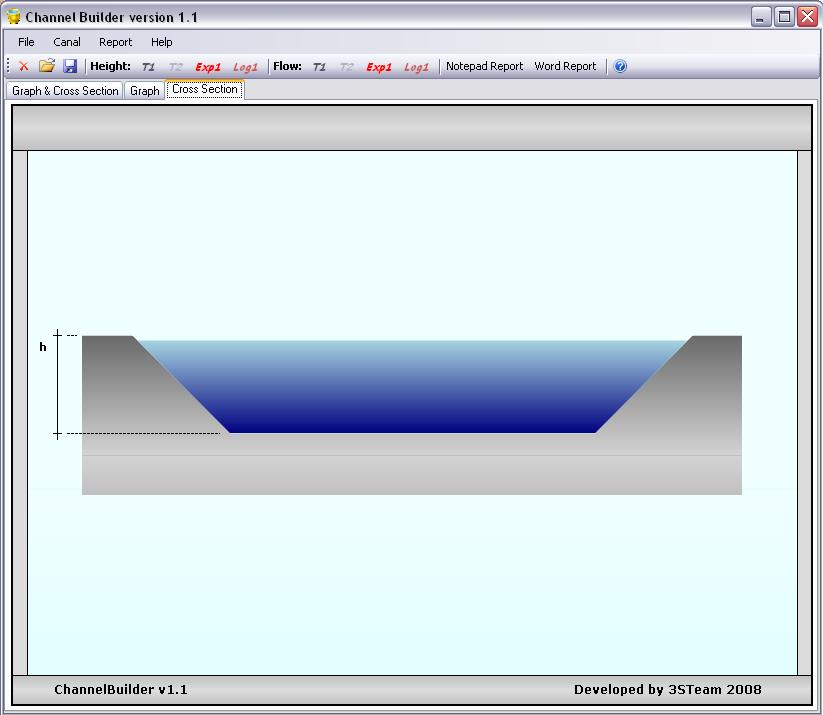 Channel Builder version 1.1
File Canal Report Help
Height: T1 T2 Exp1 Log1 Flow: T1 T2 Exp1 Log1 Notepad Report Word Report ?
Graph & Cross Section Graph Cross Section
h
ChannelBuilder v1.1 Developed by 3STeam 2008